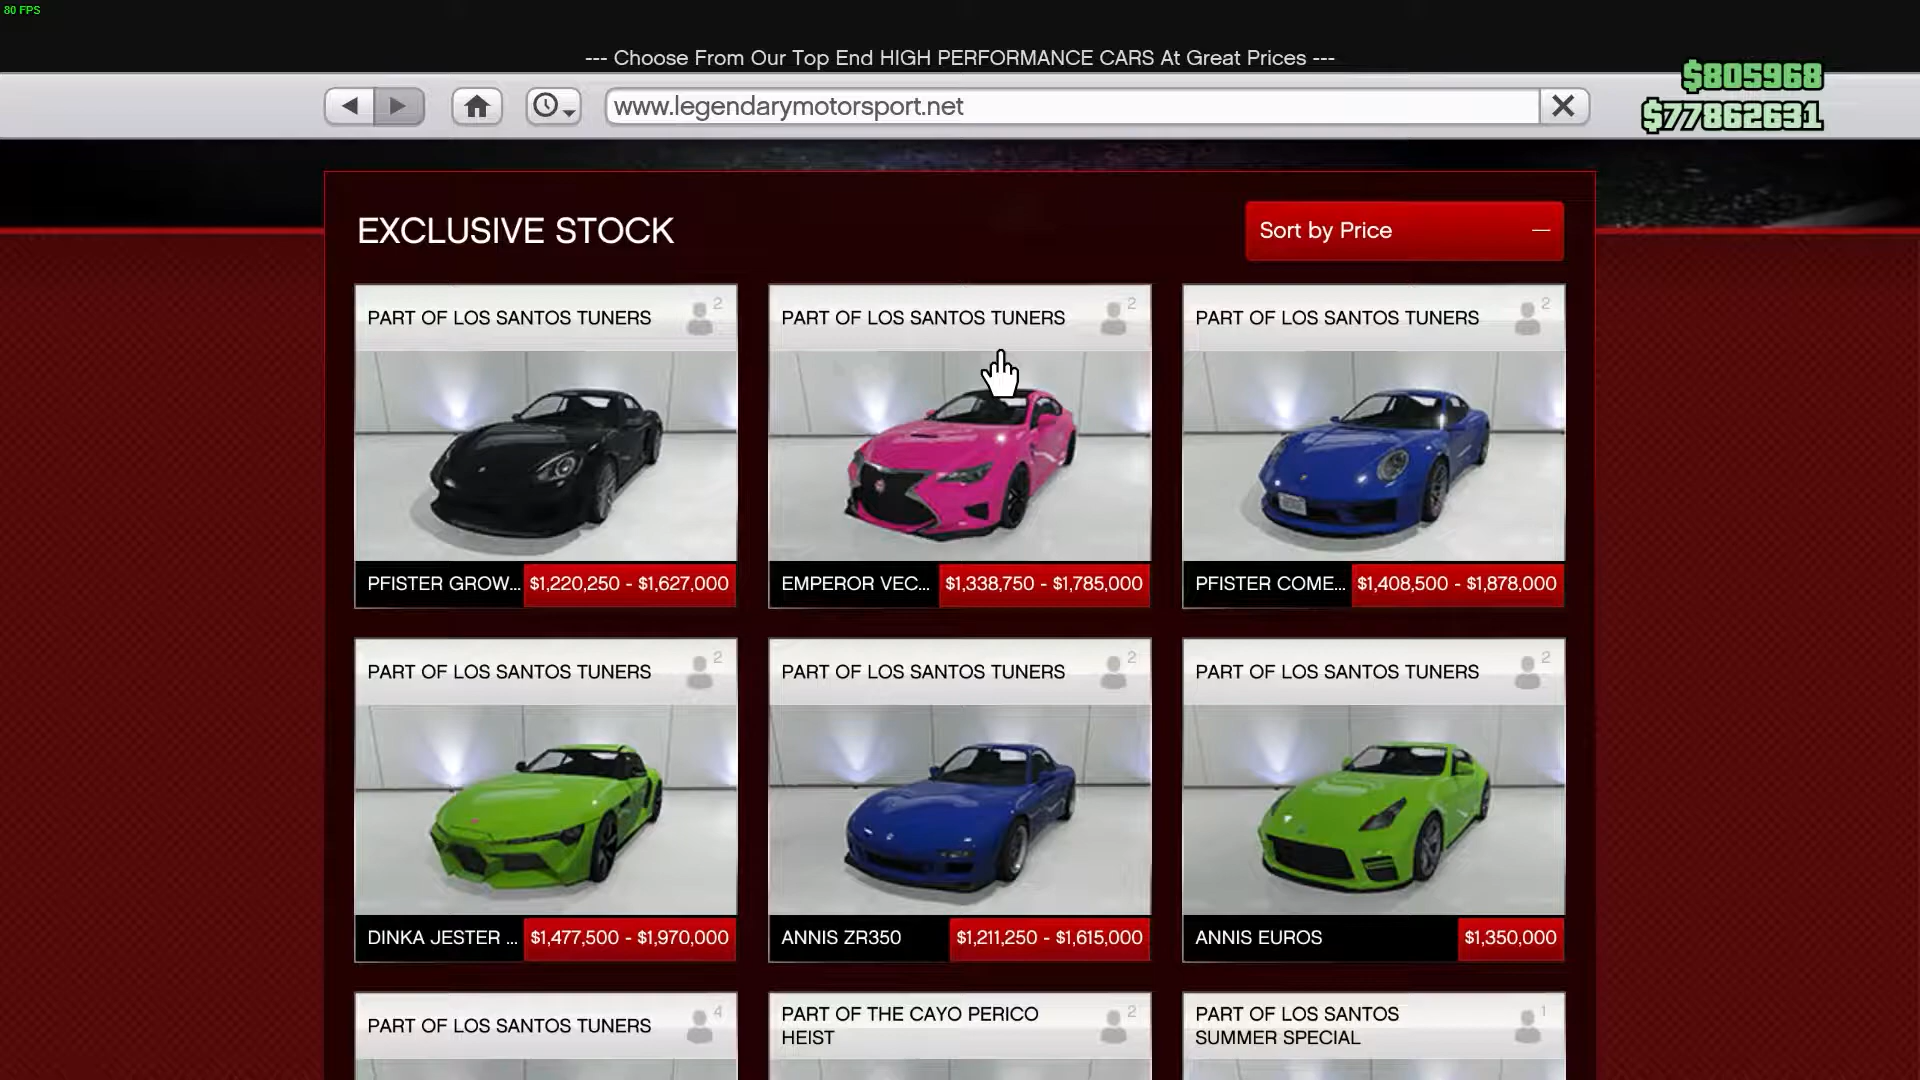 80 FPS
--- Choose From Our Top End HIGH PERFORMANCE CARS At Great Prices ---
$805968
www.legendarymotorsport.net
$77862631
EXCLUSIVE STOCK
Sort by Price
PART OF LOS SANTOS TUNERS 2
PART OF LOS SANTOS TUNERS 2
PART OF LOS SANTOS TUNERS 2
PFISTER GROW... $1,220,250 - $1,627,000
EMPEROR VEC... $1,338,750 - $1,785,000
PFISTER COME... $1,408,500 - $1,878,000
PART OF LOS SANTOS TUNERS 2
PART OF LOS SANTOS TUNERS 2
PART OF LOS SANTOS TUNERS 2
DINKA JESTER ... $1,477,500 - $1,970,000
ANNIS ZR350 $1,211,250 - $1,615,000
ANNIS EUROS $1,350,000
PART OF LOS SANTOS TUNERS 4
PART OF THE CAYO PERICO
HEIST 2
PART OF LOS SANTOS
SUMMER SPECIAL 1